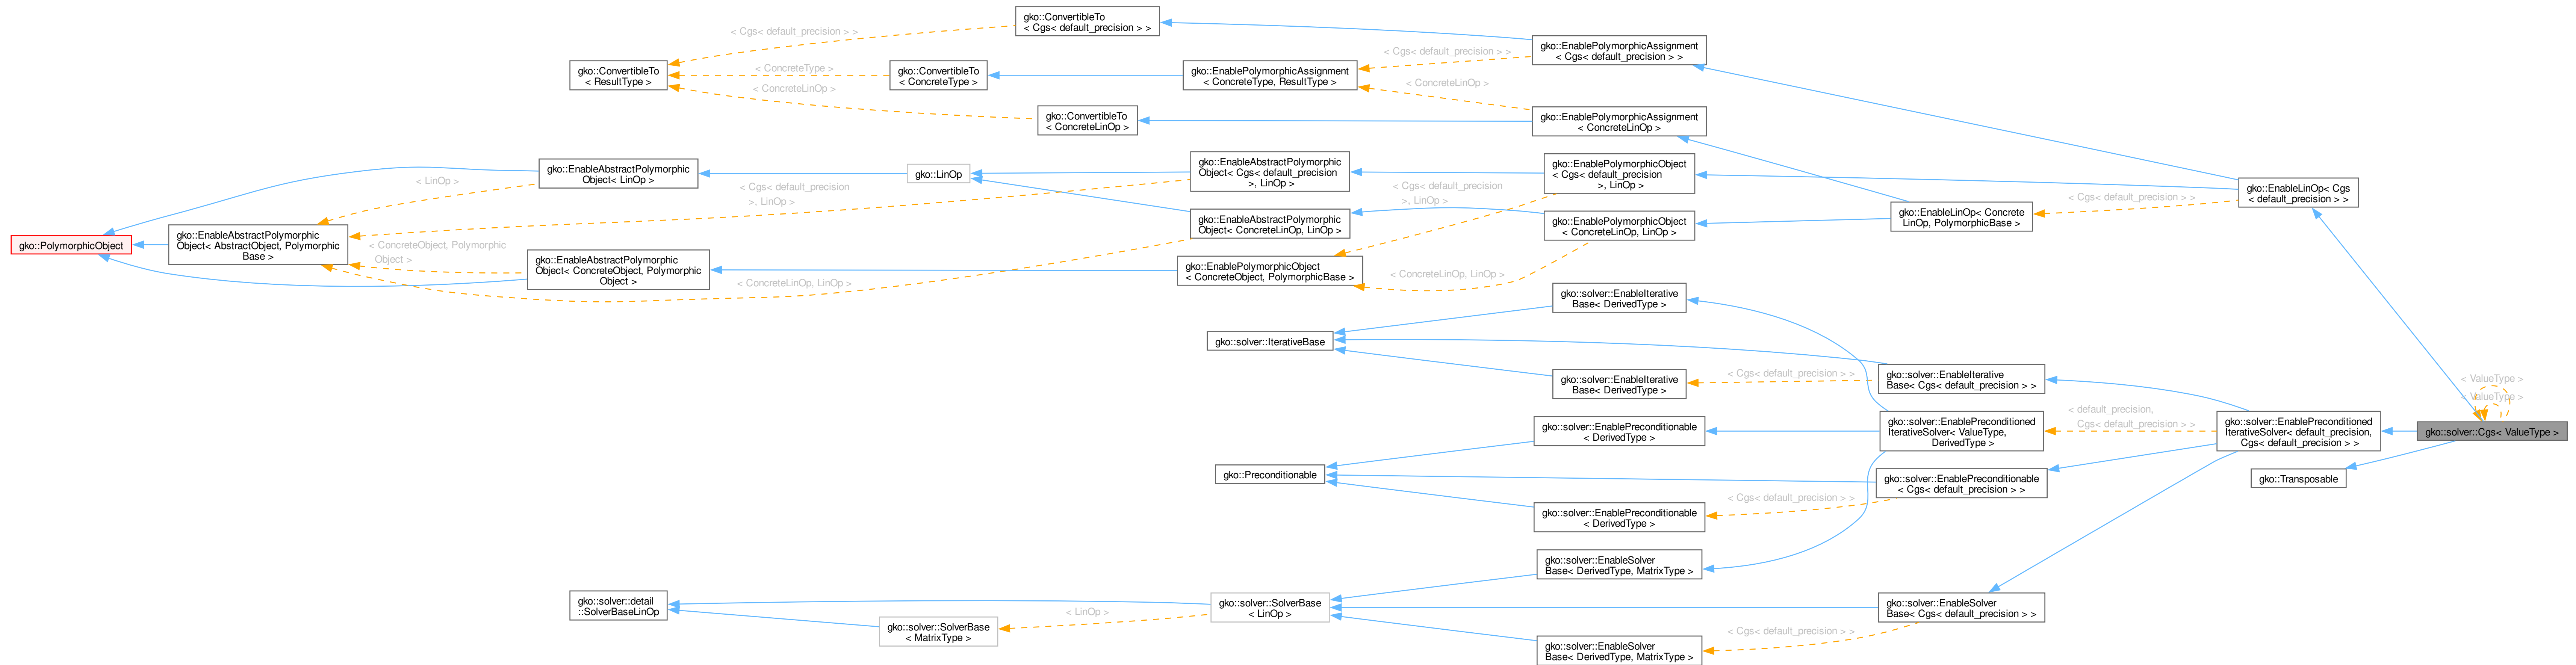 gko::ConvertibleTo
< Cgs< default_precision > >
< Cgs< default_precision > >
gko::ConvertibleTo
< ResultType >
< ConcreteType >
gko::ConvertibleTo
< ConcreteType >
gko::EnablePolymorphicAssignment
< ConcreteType, ResultType >
< Cgs< default_precision > >
gko::EnablePolymorphicAssignment
< Cgs< default_precision > >
< ConcreteLinOp >
gko::ConvertibleTo
< ConcreteLinOp >
< ConcreteLinOp >
gko::EnablePolymorphicAssignment
< ConcreteLinOp >
gko::EnableAbstractPolymorphic
Object< LinOp >
< LinOp >
gko::LinOp
< Cgs< default_precision
>, LinOp >
gko::EnableAbstractPolymorphic
Object< Cgs< default_precision
>, LinOp >
gko::EnablePolymorphicObject
< Cgs< default_precision
>, LinOp >
< Cgs< default_precision
>, LinOp >
gko::EnableLinOp< Cgs
< default_precision > >
< Cgs< default_precision > >
gko::EnableLinOp< Concrete
LinOp, PolymorphicBase >
gko::EnableAbstractPolymorphic
Object< ConcreteLinOp, LinOp >
gko::EnablePolymorphicObject
< ConcreteLinOp, LinOp >
gko::PolymorphicObject
gko::EnableAbstractPolymorphic
Object< AbstractObject, Polymorphic
Base >
< ConcreteObject, Polymorphic
Object >
gko::EnableAbstractPolymorphic
Object< ConcreteObject, Polymorphic
Object >
< ConcreteLinOp, LinOp >
gko::EnablePolymorphicObject
< ConcreteObject, PolymorphicBase >
< ConcreteLinOp, LinOp >
gko::solver::EnableIterative
Base< DerivedType >
gko::solver::IterativeBase
gko::solver::EnableIterative
Base< DerivedType >
< Cgs< default_precision > >
gko::solver::EnableIterative
Base< Cgs< default_precision > >
< ValueType >
< ValueType >
gko::solver::EnablePreconditionable
< DerivedType >
gko::solver::EnablePreconditioned
IterativeSolver< ValueType,
DerivedType >
< default_precision,
Cgs< default_precision > >
gko::solver::EnablePreconditioned
IterativeSolver< default_precision,
Cgs< default_precision > >
gko::solver::Cgs< ValueType >
gko::Preconditionable
gko::solver::EnablePreconditionable
< Cgs< default_precision > >
gko::Transposable
< Cgs< default_precision > >
gko::solver::EnablePreconditionable
< DerivedType >
gko::solver::EnableSolver
Base< DerivedType, MatrixType >
gko::solver::detail
::SolverBaseLinOp
gko::solver::SolverBase
< MatrixType >
< LinOp >
gko::solver::SolverBase
< LinOp >
gko::solver::EnableSolver
Base< Cgs< default_precision > >
< Cgs< default_precision > >
gko::solver::EnableSolver
Base< DerivedType, MatrixType >